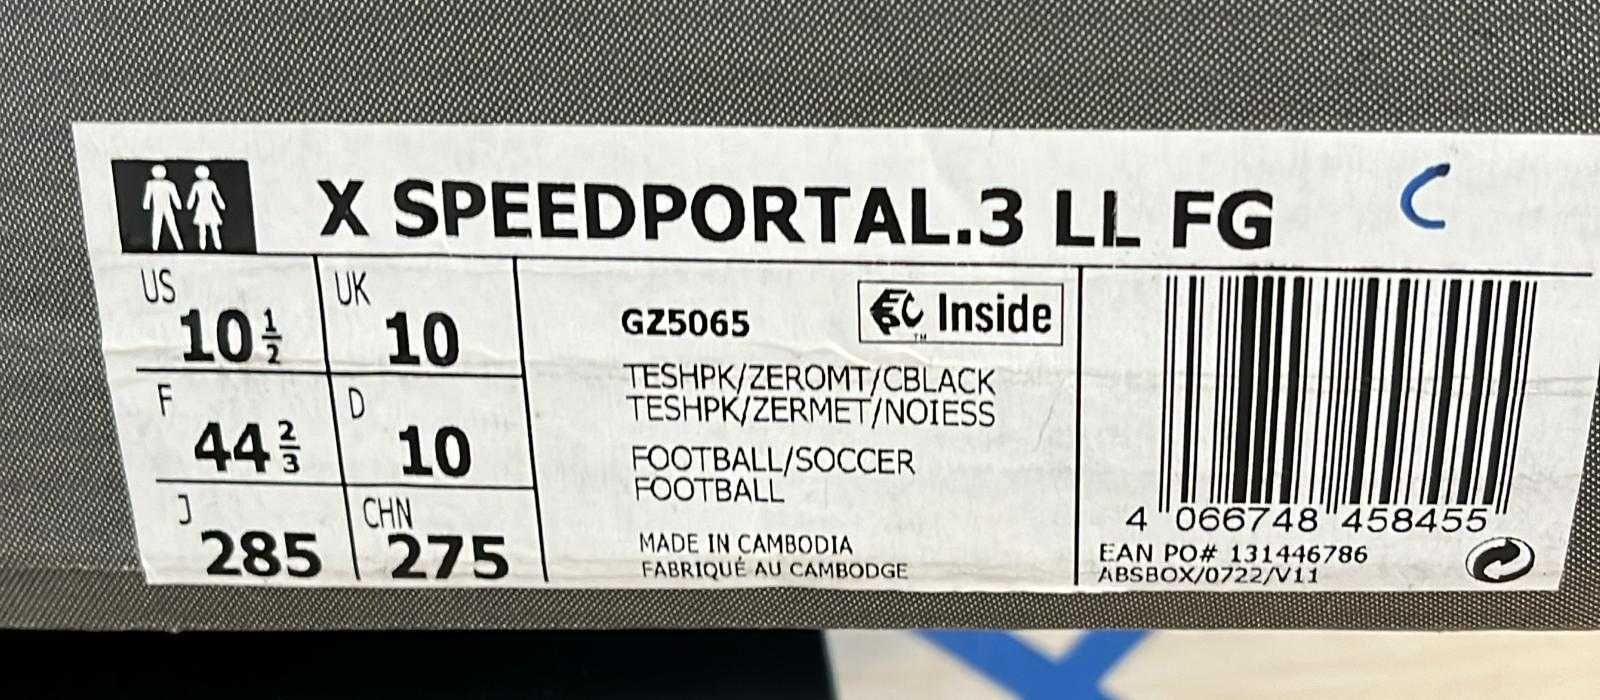 X SPEEDPORTAL.3 LL FG C
US 10 1/2 UK 10
F 44 2/3 D 10
J 285 CHN 275
GZ5065
Inside
TM
TESHPK/ZEROMT/CBLACK
TESHPK/ZERMET/NOIESS
FOOTBALL/SOCCER
FOOTBALL
MADE IN CAMBODIA
FABRIQUÉ AU CAMBODGE
4 066748 458455
EAN PO# 131446786
ABSBOX/0722/V11